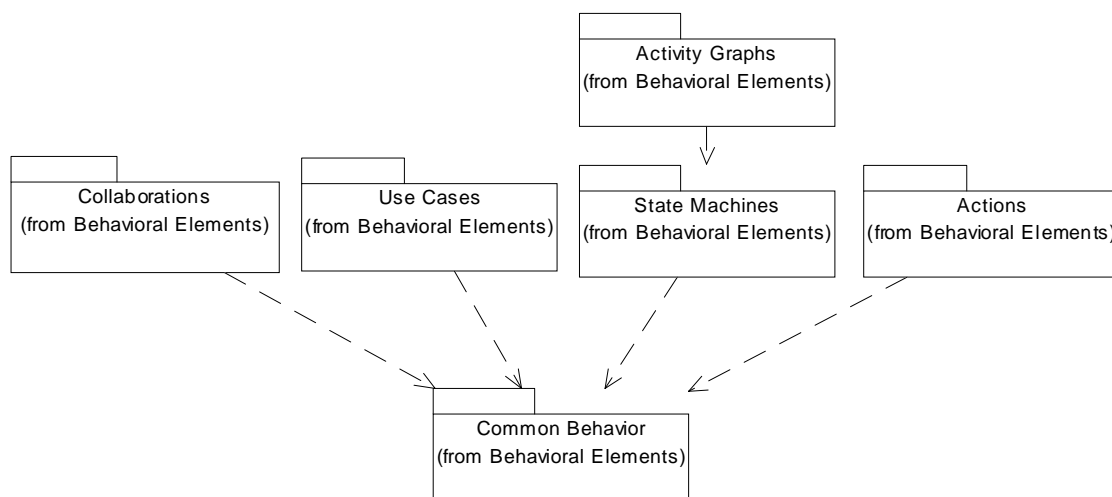 Activity Graphs
(from Behavioral Elements)
Collaborations
(from Behavioral Elements)
Use Cases
(from Behavioral Elements)
State Machines
(from Behavioral Elements)
Actions
(from Behavioral Elements)
Common Behavior
(from Behavioral Elements)